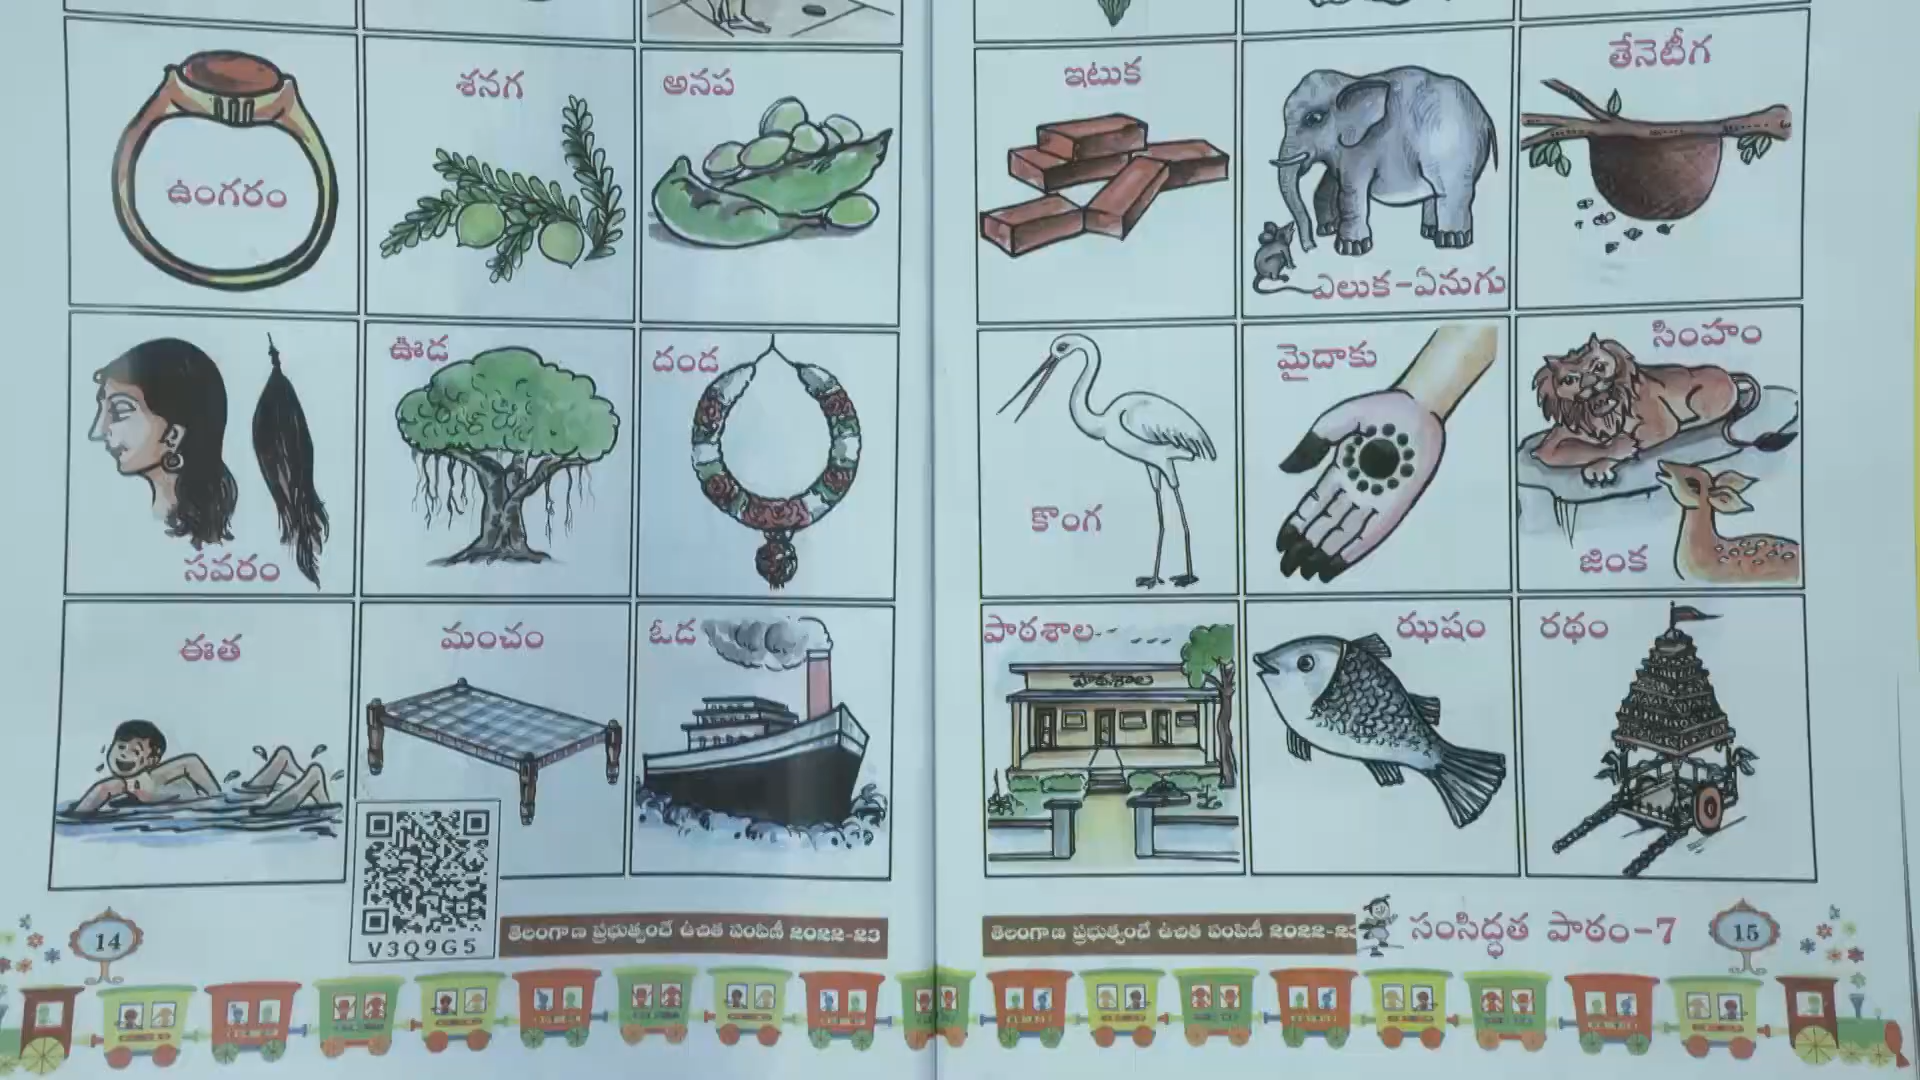 ఉంగరం
శనగ
అనప
సవరం
ఊడ
దండ
ఈత
మంచం
ఓడ
V3Q9G5
14
తెలంగాణ ప్రభుత్వంచే ఉచిత పంపిణీ 2022-23
ఇటుక
ఎలుక-ఏనుగు
తేనెటీగ
కొంగ
మైదాకు
సింహం
జింక
పాఠశాల
పాఠశాల
ఝషం
రథం
తెలంగాణ ప్రభుత్వంచే ఉచిత పంపిణీ 2022-23
సంసిద్ధత పాఠం-7
15